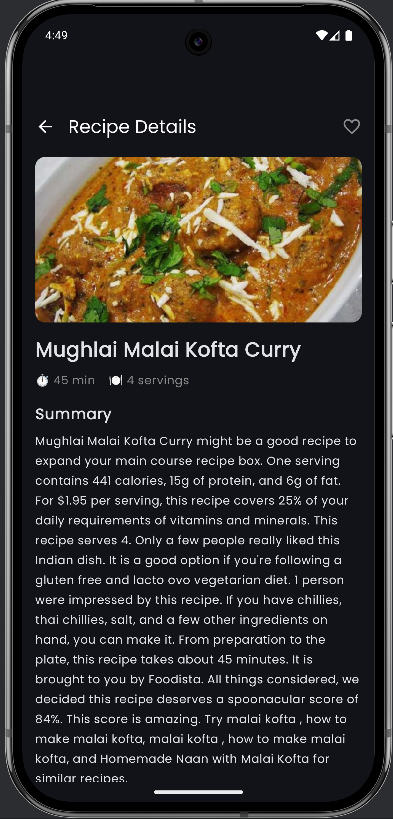 4:49
Recipe Details
Mughlai Malai Kofta Curry
45 min 4 servings
Summary
Mughlai Malai Kofta Curry might be a good recipe to
expand your main course recipe box. One serving
contains 441 calories, 15g of protein, and 6g of fat.
For $1.95 per serving, this recipe covers 25% of your
daily requirements of vitamins and minerals. This
recipe serves 4. Only a few people really liked this
Indian dish. It is a good option if you're following a
gluten free and lacto ovo vegetarian diet. 1 person
were impressed by this recipe. If you have chillies,
thai chillies, salt, and a few other ingredients on
hand, you can make it. From preparation to the
plate, this recipe takes about 45 minutes. It is
brought to you by Foodista. All things considered, we
decided this recipe deserves a spoonacular score of
84%. This score is amazing. Try malai kofta , how to
make malai kofta, malai kofta , how to make malai
kofta, and Homemade Naan with Malai Kofta for
similar recipes.